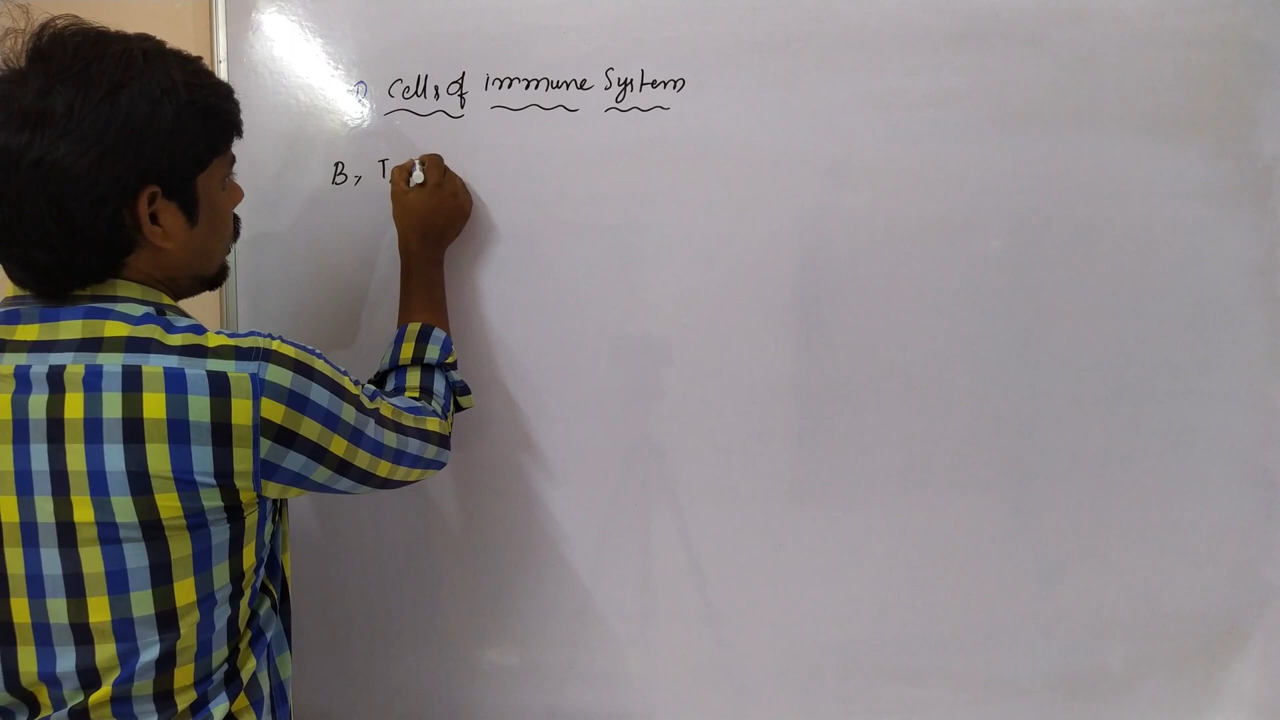 Cells of immune System
B, T,